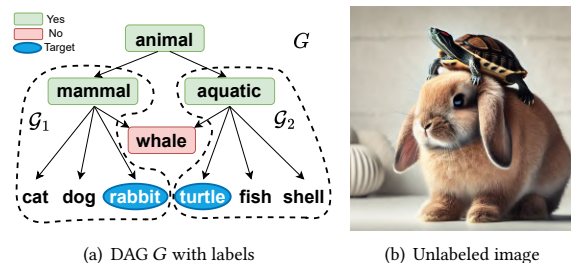 Yes
No
Target
animal
G
mammal
aquatic
G₁
G₂
whale
cat dog rabbit turtle fish shell
(a) DAG G with labels
(b) Unlabeled image